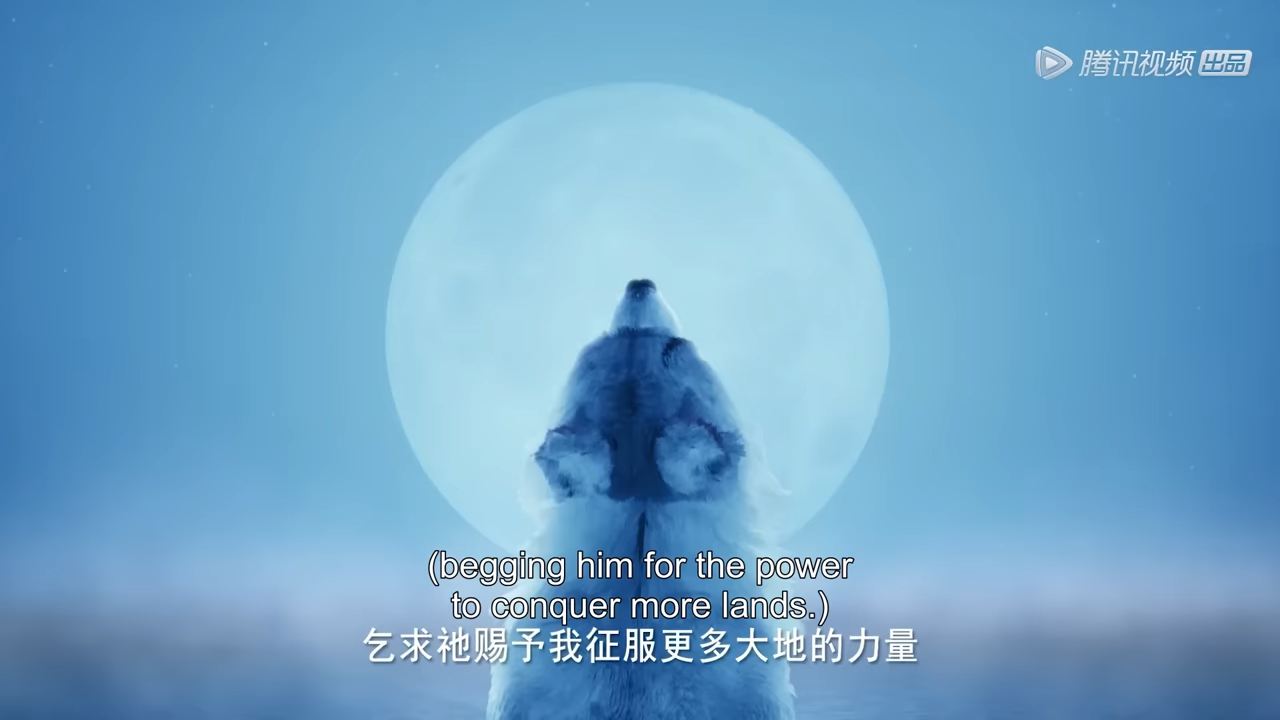 腾讯视频 出品
(begging him for the power
to conquer more lands.)
乞求祂赐予我征服更多大地的力量